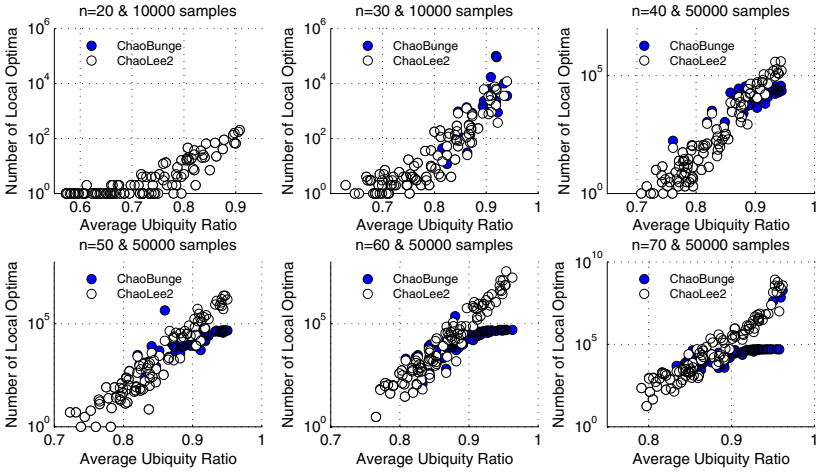 n=20 & 10000 samples
Number of Local Optima
10^6
10^4
10^2
10^0
ChaoBunge
ChaoLee2
0.6 0.7 0.8 0.9
Average Ubiquity Ratio
n=30 & 10000 samples
Number of Local Optima
10^6
10^4
10^2
10^0
ChaoBunge
ChaoLee2
0.6 0.7 0.8 0.9 1
Average Ubiquity Ratio
n=40 & 50000 samples
Number of Local Optima
10^5
10^0
ChaoBunge
ChaoLee2
0.7 0.8 0.9 1
Average Ubiquity Ratio
n=50 & 50000 samples
Number of Local Optima
10^5
10^0
ChaoBunge
ChaoLee2
0.7 0.8 0.9 1
Average Ubiquity Ratio
n=60 & 50000 samples
Number of Local Optima
10^5
10^0
ChaoBunge
ChaoLee2
0.7 0.8 0.9 1
Average Ubiquity Ratio
n=70 & 50000 samples
Number of Local Optima
10^10
10^5
10^0
ChaoBunge
ChaoLee2
0.8 0.9 1
Average Ubiquity Ratio